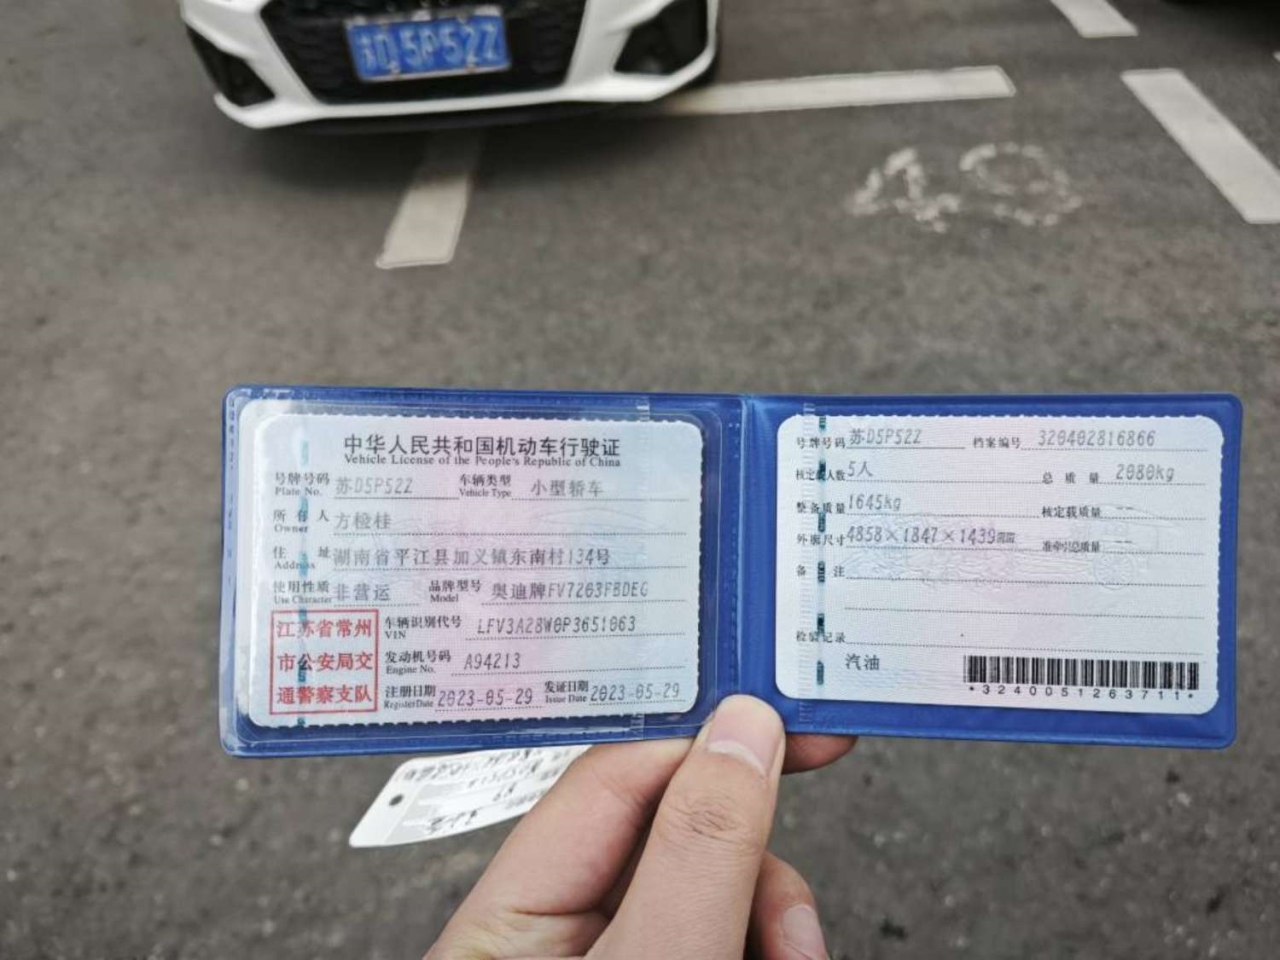 苏D5P52Z
中华人民共和国机动车行驶证
Vehicle License of the People's Republic of China
号牌号码 苏D5P52Z 车辆类型 小型轿车
Plate No. Vehicle Type
所有人 方检桂
Owner
住址 湖南省平江县加义镇东南村134号
Address
使用性质 非营运 品牌型号 奥迪牌FV7203FBDEG
Use Character Model
江苏省常州
市公安局交
通警察支队
车辆识别代号 LFV3A28W0P3651063
VIN
发动机号码 A94213
Engine No.
注册日期 2023-05-29 发证日期 2023-05-29
Register Date Issue Date
号牌号码 苏D5P52Z 档案编号 320402816866
核定载人数 5人 总质量 2080kg
整备质量 1645kg 核定载质量 --
外廓尺寸 4858×1847×1439mm 准牵引总质量 --
备注
检验记录
汽油
*3240051263711*